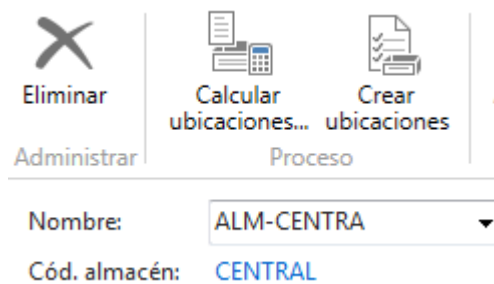 Eliminar
Calcular
ubicaciones...
Crear
ubicaciones
Administrar
Proceso
Nombre:
ALM-CENTRA
Cód. almacén:
CENTRAL